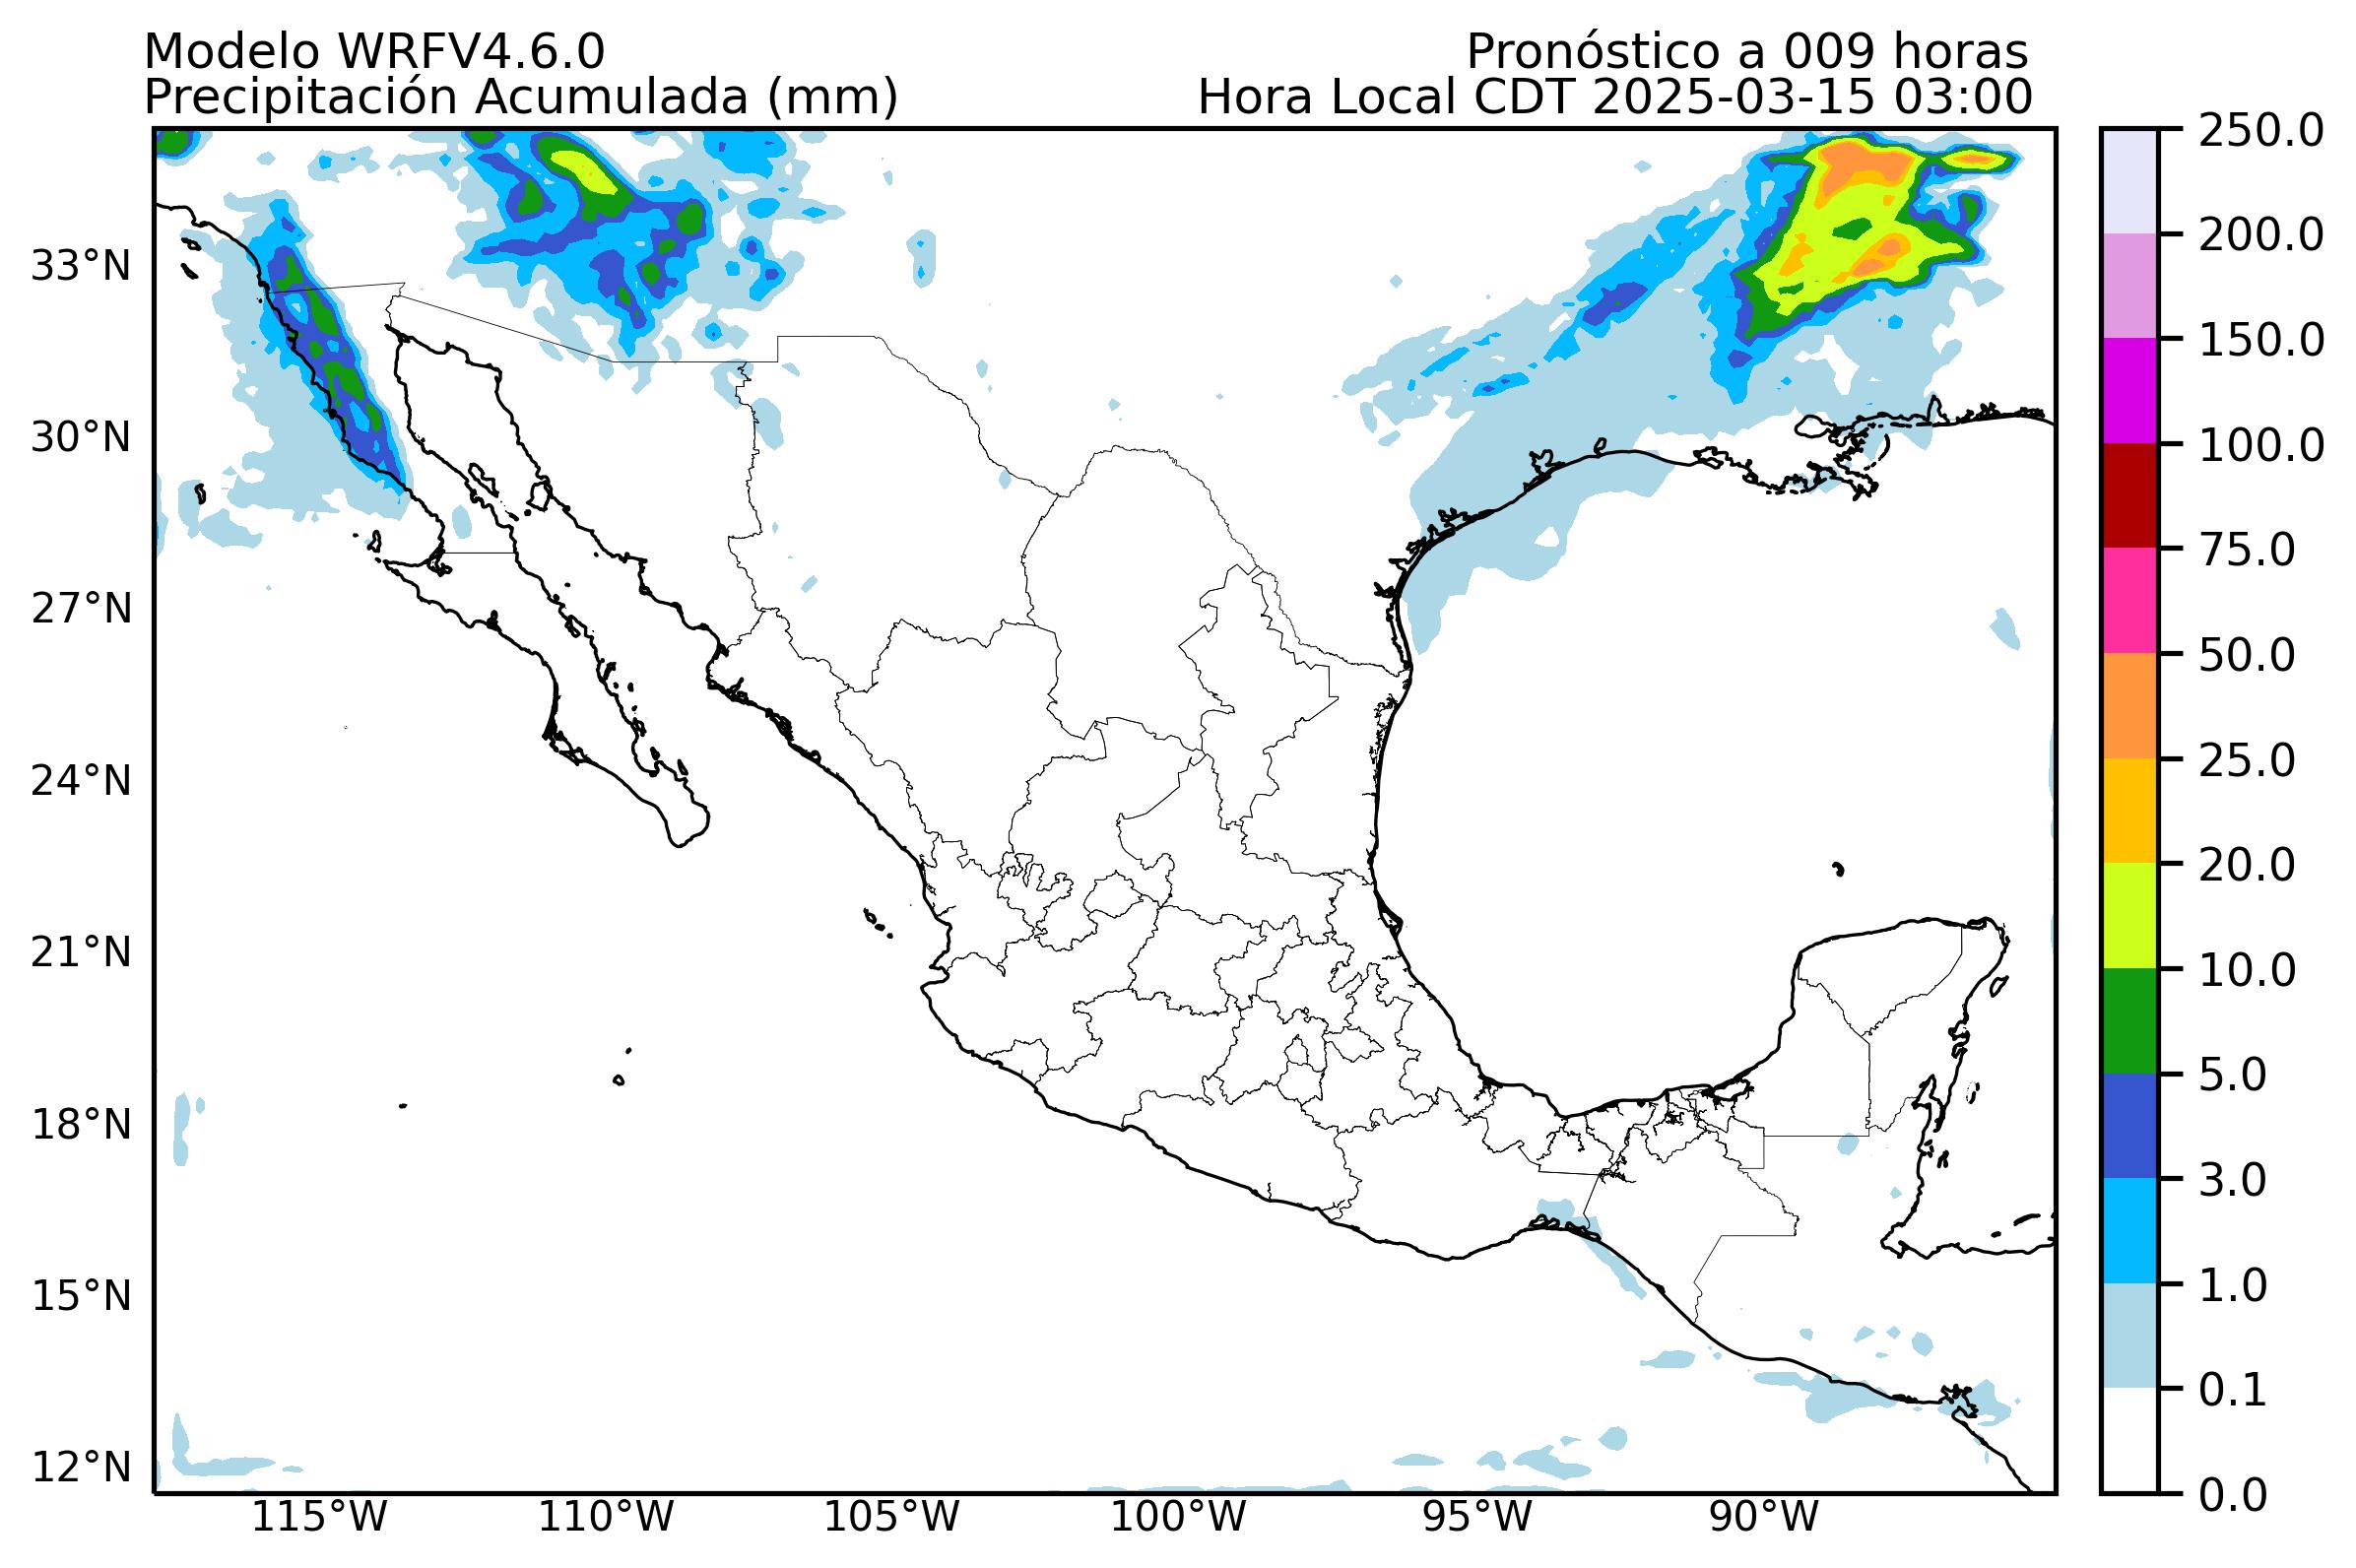 Modelo WRFV4.6.0
Pronóstico a 009 horas
Precipitación Acumulada (mm)
Hora Local CDT 2025-03-15 03:00
33°N
30°N
27°N
24°N
21°N
18°N
15°N
12°N
115°W
110°W
105°W
100°W
95°W
90°W
250.0
200.0
150.0
100.0
75.0
50.0
25.0
20.0
10.0
5.0
3.0
1.0
0.1
0.0